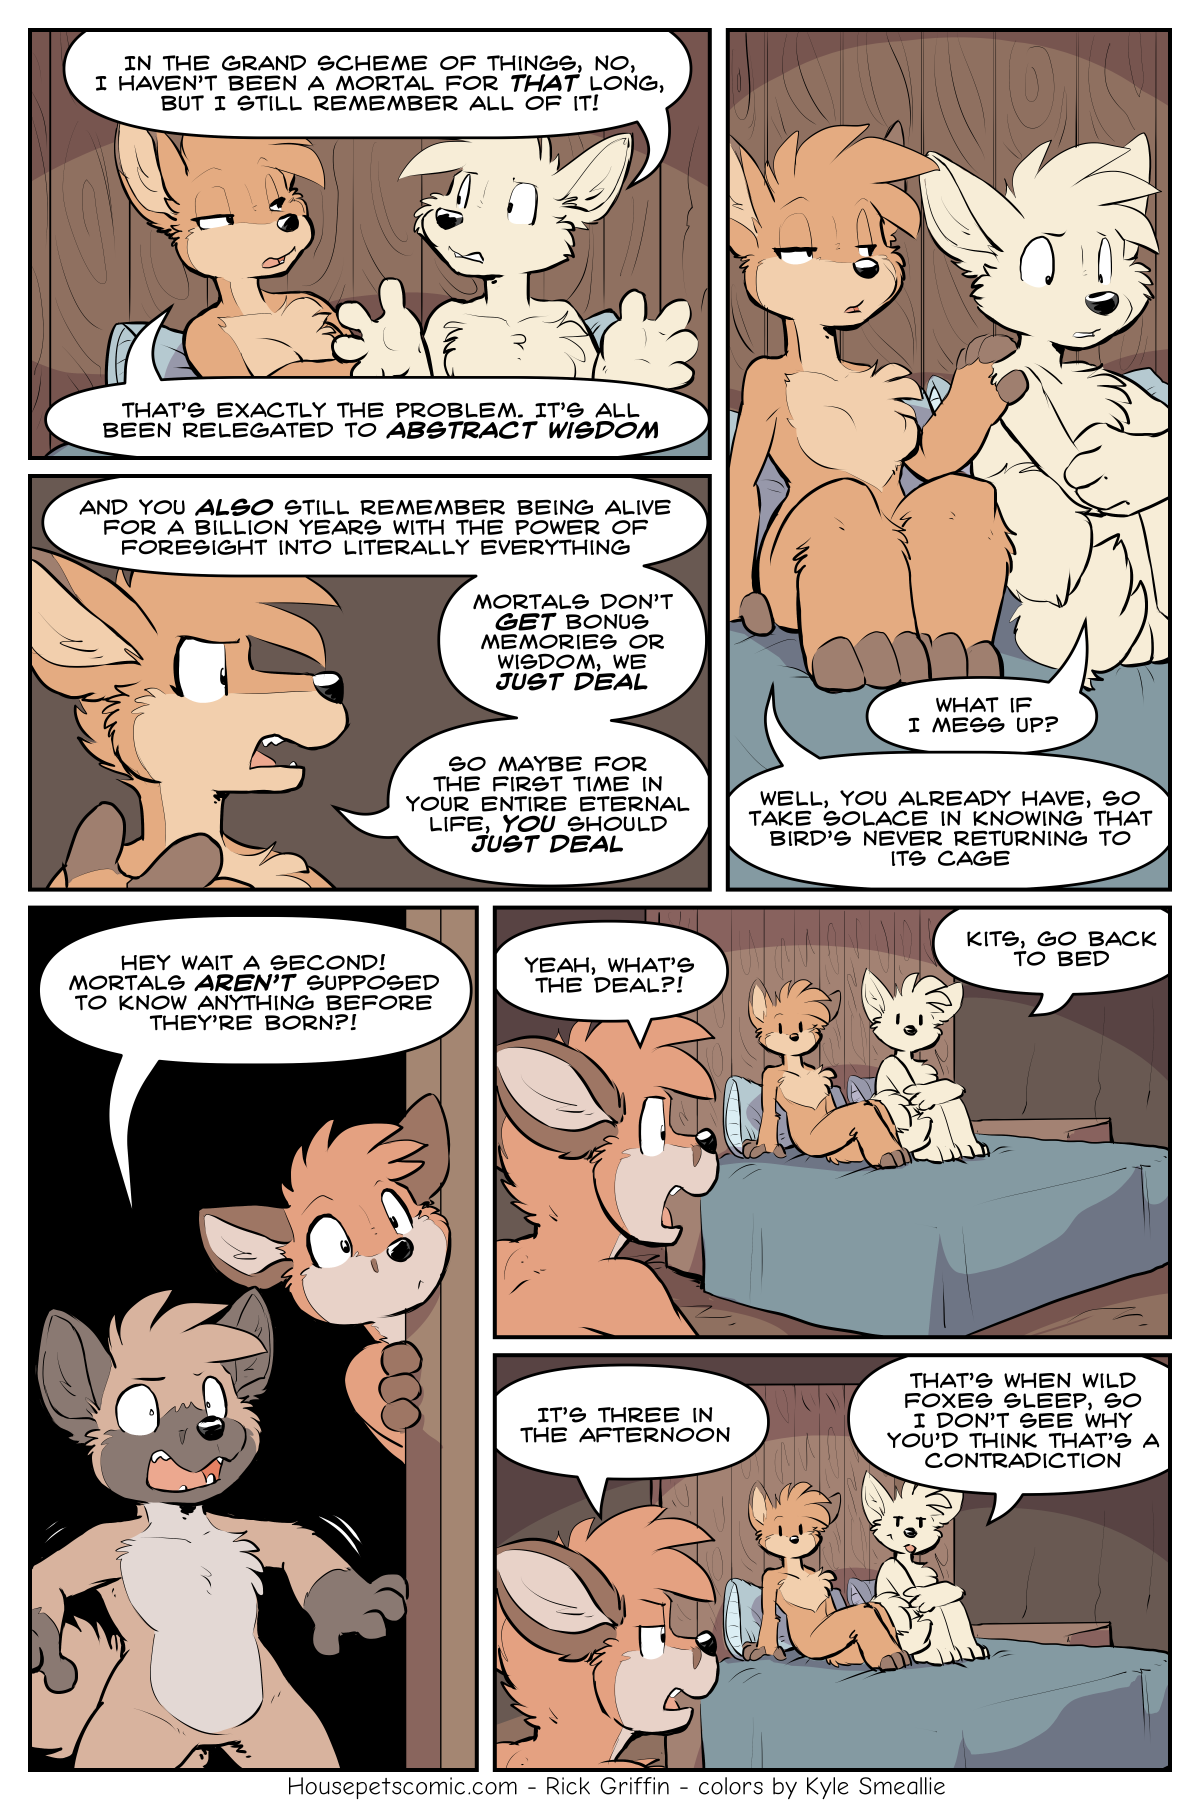 IN THE GRAND SCHEME OF THINGS, NO,
I HAVEN'T BEEN A MORTAL FOR THAT LONG,
BUT I STILL REMEMBER ALL OF IT!
THAT'S EXACTLY THE PROBLEM. IT'S ALL
BEEN RELEGATED TO ABSTRACT WISDOM
AND YOU ALSO STILL REMEMBER BEING ALIVE
FOR A BILLION YEARS WITH THE POWER OF
FORESIGHT INTO LITERALLY EVERYTHING
MORTALS DON'T
GET BONUS
MEMORIES OR
WISDOM, WE
JUST DEAL
SO MAYBE FOR
THE FIRST TIME IN
YOUR ENTIRE ETERNAL
LIFE, YOU SHOULD
JUST DEAL
WHAT IF
I MESS UP?
WELL, YOU ALREADY HAVE, SO
TAKE SOLACE IN KNOWING THAT
BIRD'S NEVER RETURNING TO
ITS CAGE
HEY WAIT A SECOND!
MORTALS AREN'T SUPPOSED
TO KNOW ANYTHING BEFORE
THEY'RE BORN?!
YEAH, WHAT'S
THE DEAL?!
KITS, GO BACK
TO BED
IT'S THREE IN
THE AFTERNOON
THAT'S WHEN WILD
FOXES SLEEP, SO
I DON'T SEE WHY
YOU'D THINK THAT'S A
CONTRADICTION
Housepetscomic.com - Rick Griffin - colors by Kyle Smeallie